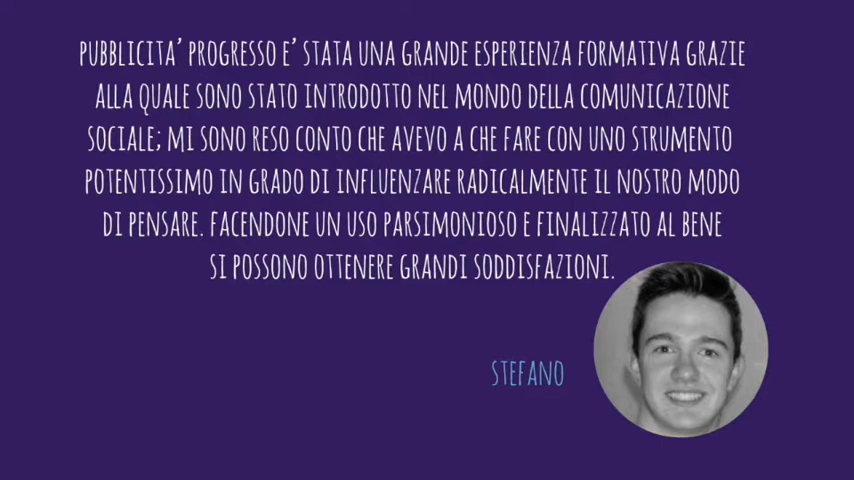 PUBBLICITA' PROGRESSO E' STATA UNA GRANDE ESPERIENZA FORMATIVA GRAZIE
ALLA QUALE SONO STATO INTRODOTTO NEL MONDO DELLA COMUNICAZIONE
SOCIALE; MI SONO RESO CONTO CHE AVEVO A CHE FARE CON UNO STRUMENTO
POTENTISSIMO IN GRADO DI INFLUENZARE RADICALMENTE IL NOSTRO MODO
DI PENSARE. FACENDONE UN USO PARSIMONIOSO E FINALIZZATO AL BENE
SI POSSONO OTTENERE GRANDI SODDISFAZIONI.
STEFANO